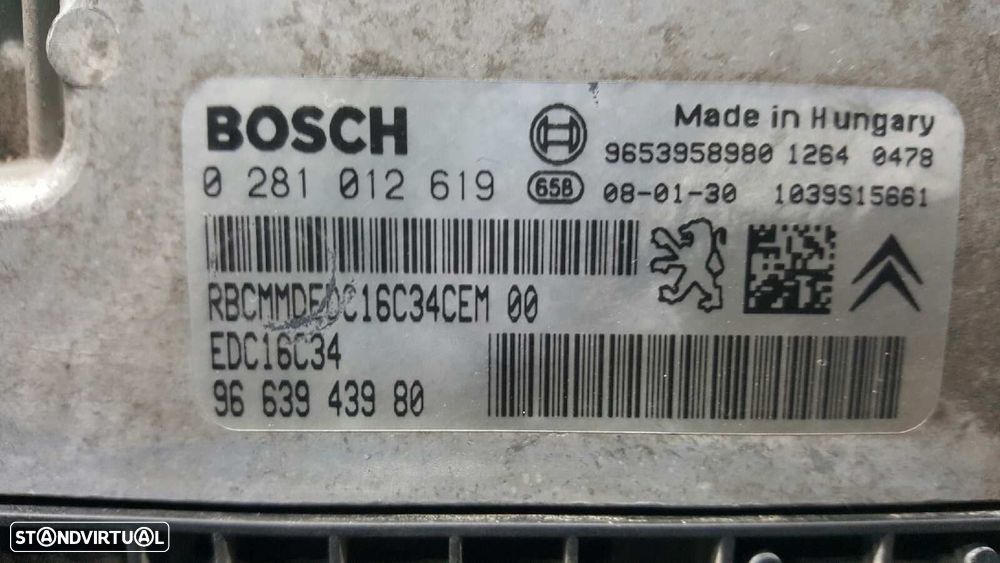 BOSCH
Made in Hungary
9653958980 1264 0478
0 281 012 619
65B 08-01-30 1039S15661
RBCMMDEDC16C34CEM 00
EDC16C34
96 639 439 80
STANDVIRTUAL